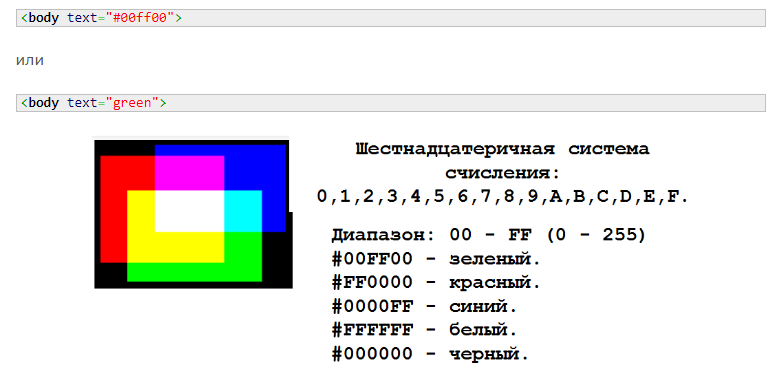 <body text="#00ff00">
или
<body text="green">
Шестнадцатеричная система
счисления:
0,1,2,3,4,5,6,7,8,9,A,B,C,D,E,F.
Диапазон: 00 - FF (0 - 255)
#00FF00 - зеленый.
#FF0000 - красный.
#0000FF - синий.
#FFFFFF - белый.
#000000 - черный.